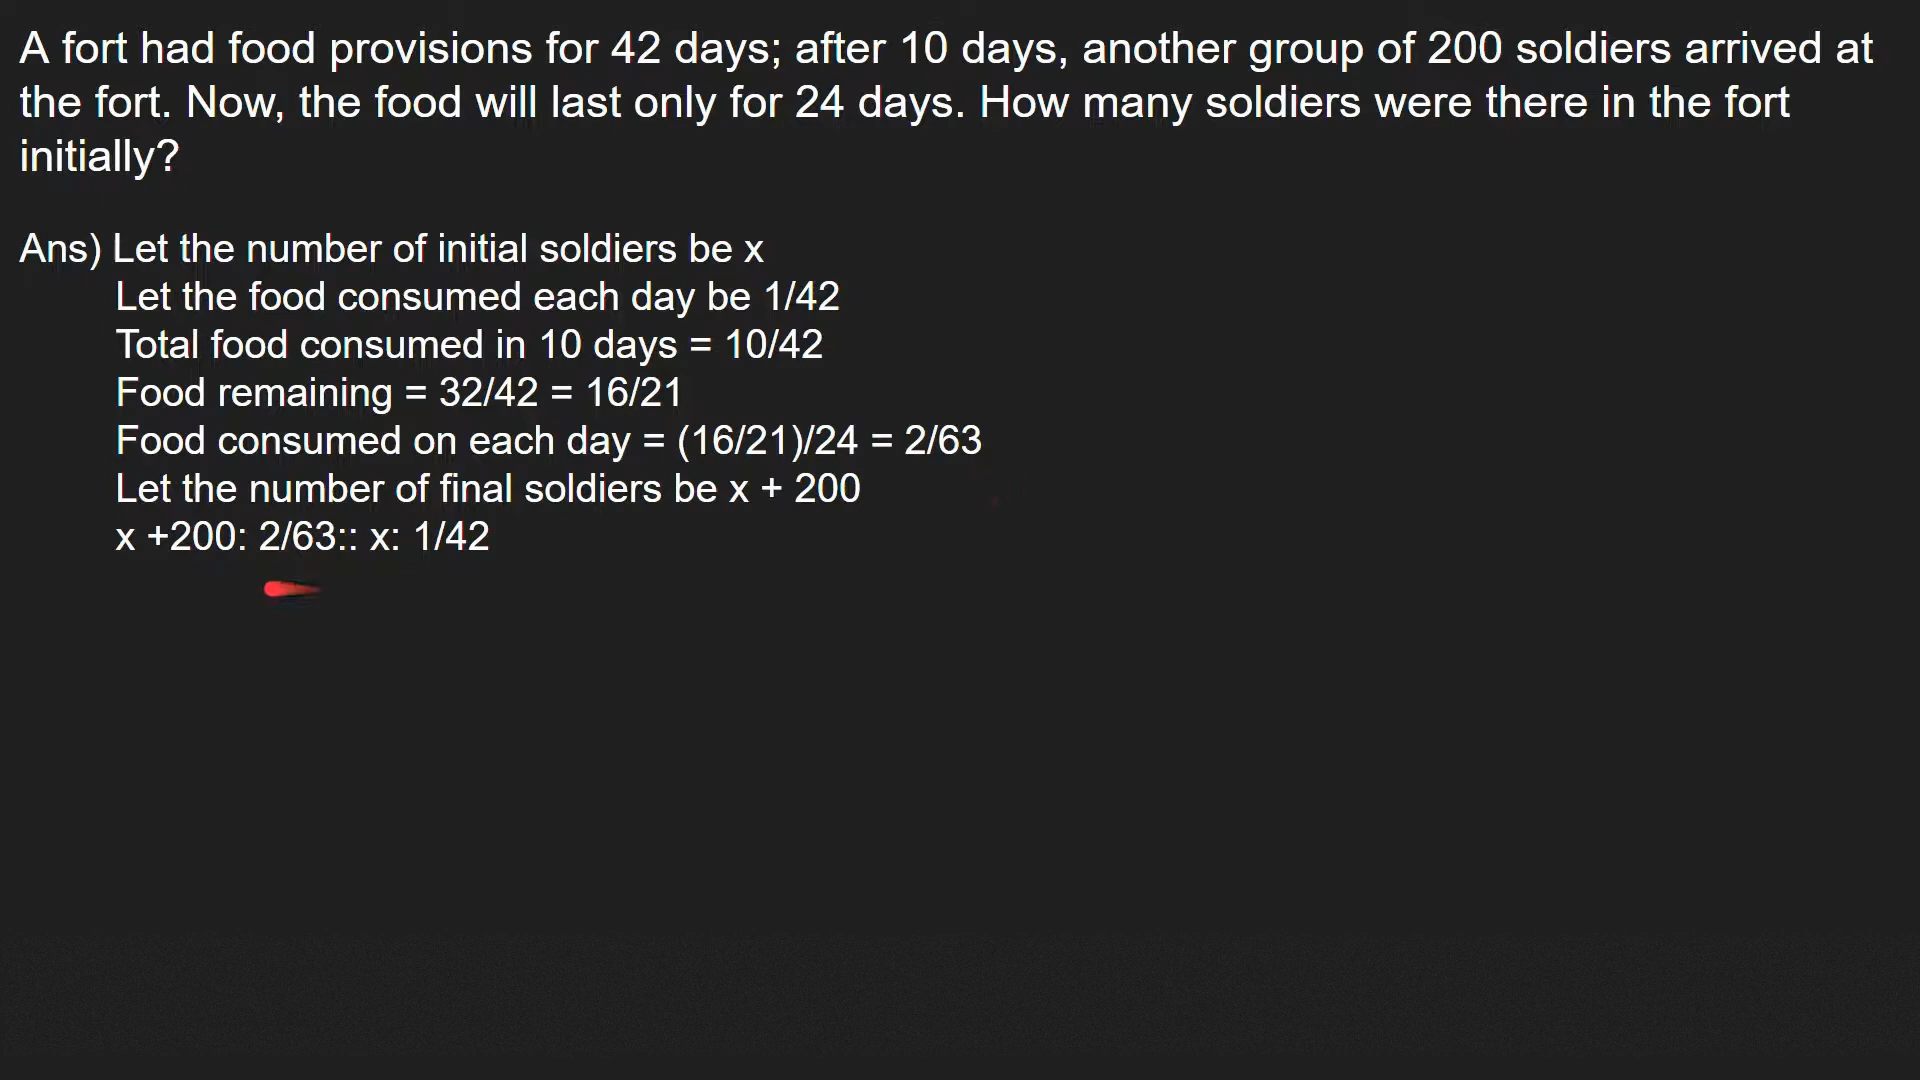 A fort had food provisions for 42 days; after 10 days, another group of 200 soldiers arrived at
the fort. Now, the food will last only for 24 days. How many soldiers were there in the fort
initially?
Ans) Let the number of initial soldiers be x
Let the food consumed each day be 1/42
Total food consumed in 10 days = 10/42
Food remaining = 32/42 = 16/21
Food consumed on each day = (16/21)/24 = 2/63
Let the number of final soldiers be x + 200
x +200: 2/63:: x: 1/42